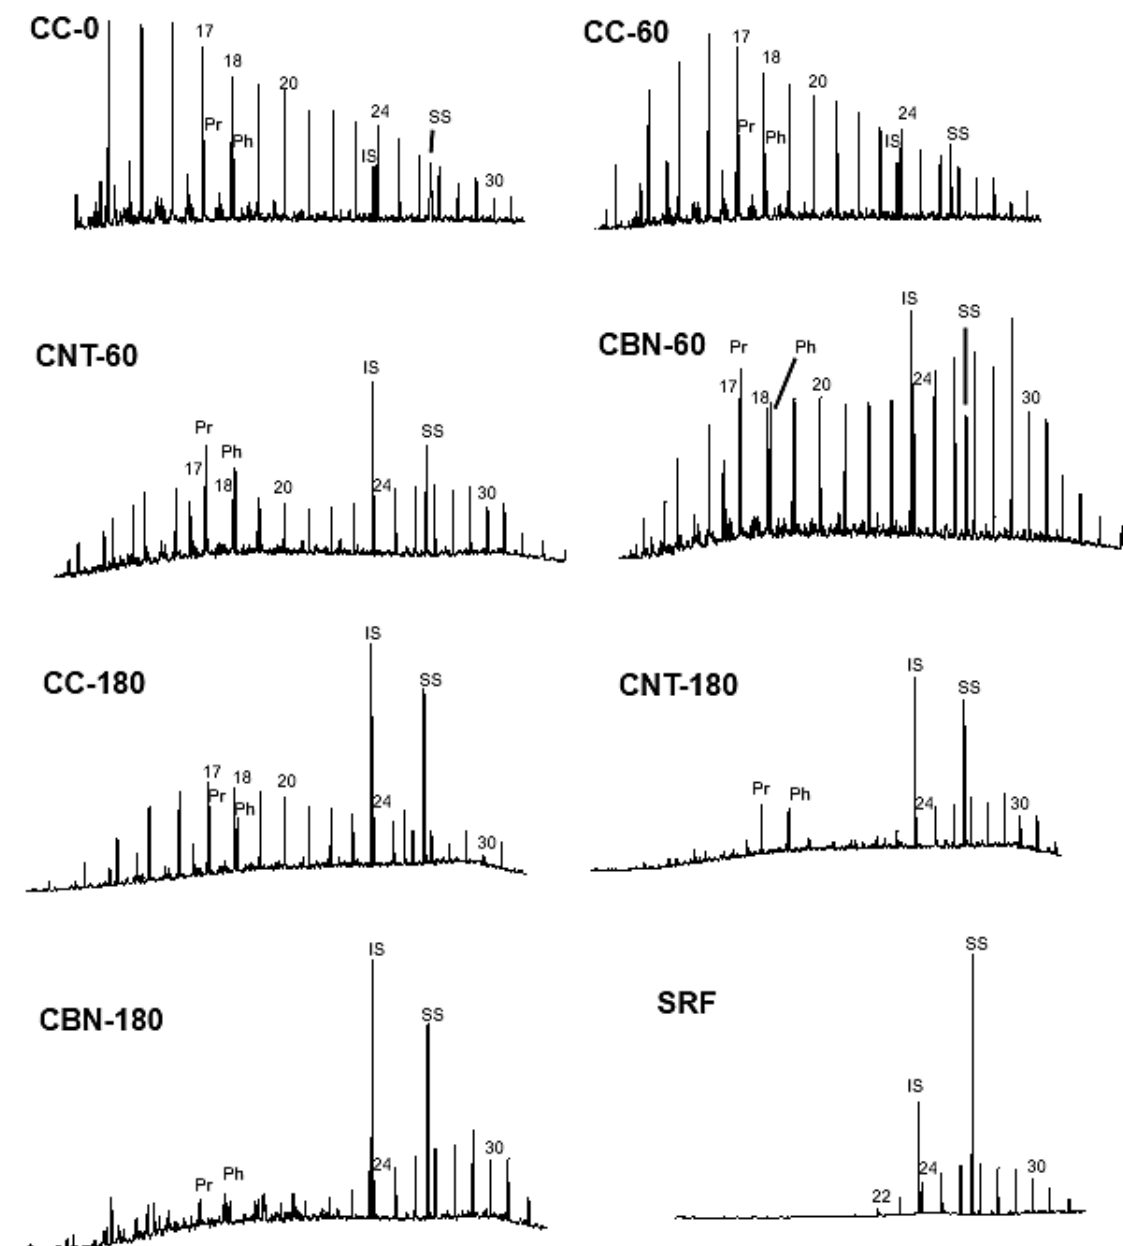 CC-0
17
18
20
Pr
Ph
IS
24
SS
30
CC-60
17
18
20
Pr
Ph
IS
24
SS
CNT-60
IS
Pr
Ph
SS
17
18
20
24
30
CBN-60
IS
SS
Pr
Ph
17
18
20
24
30
CC-180
IS
SS
17
18
20
Pr
Ph
24
30
CNT-180
IS
SS
Pr
Ph
24
30
CBN-180
IS
SS
Pr
Ph
24
30
SRF
SS
IS
22
24
30